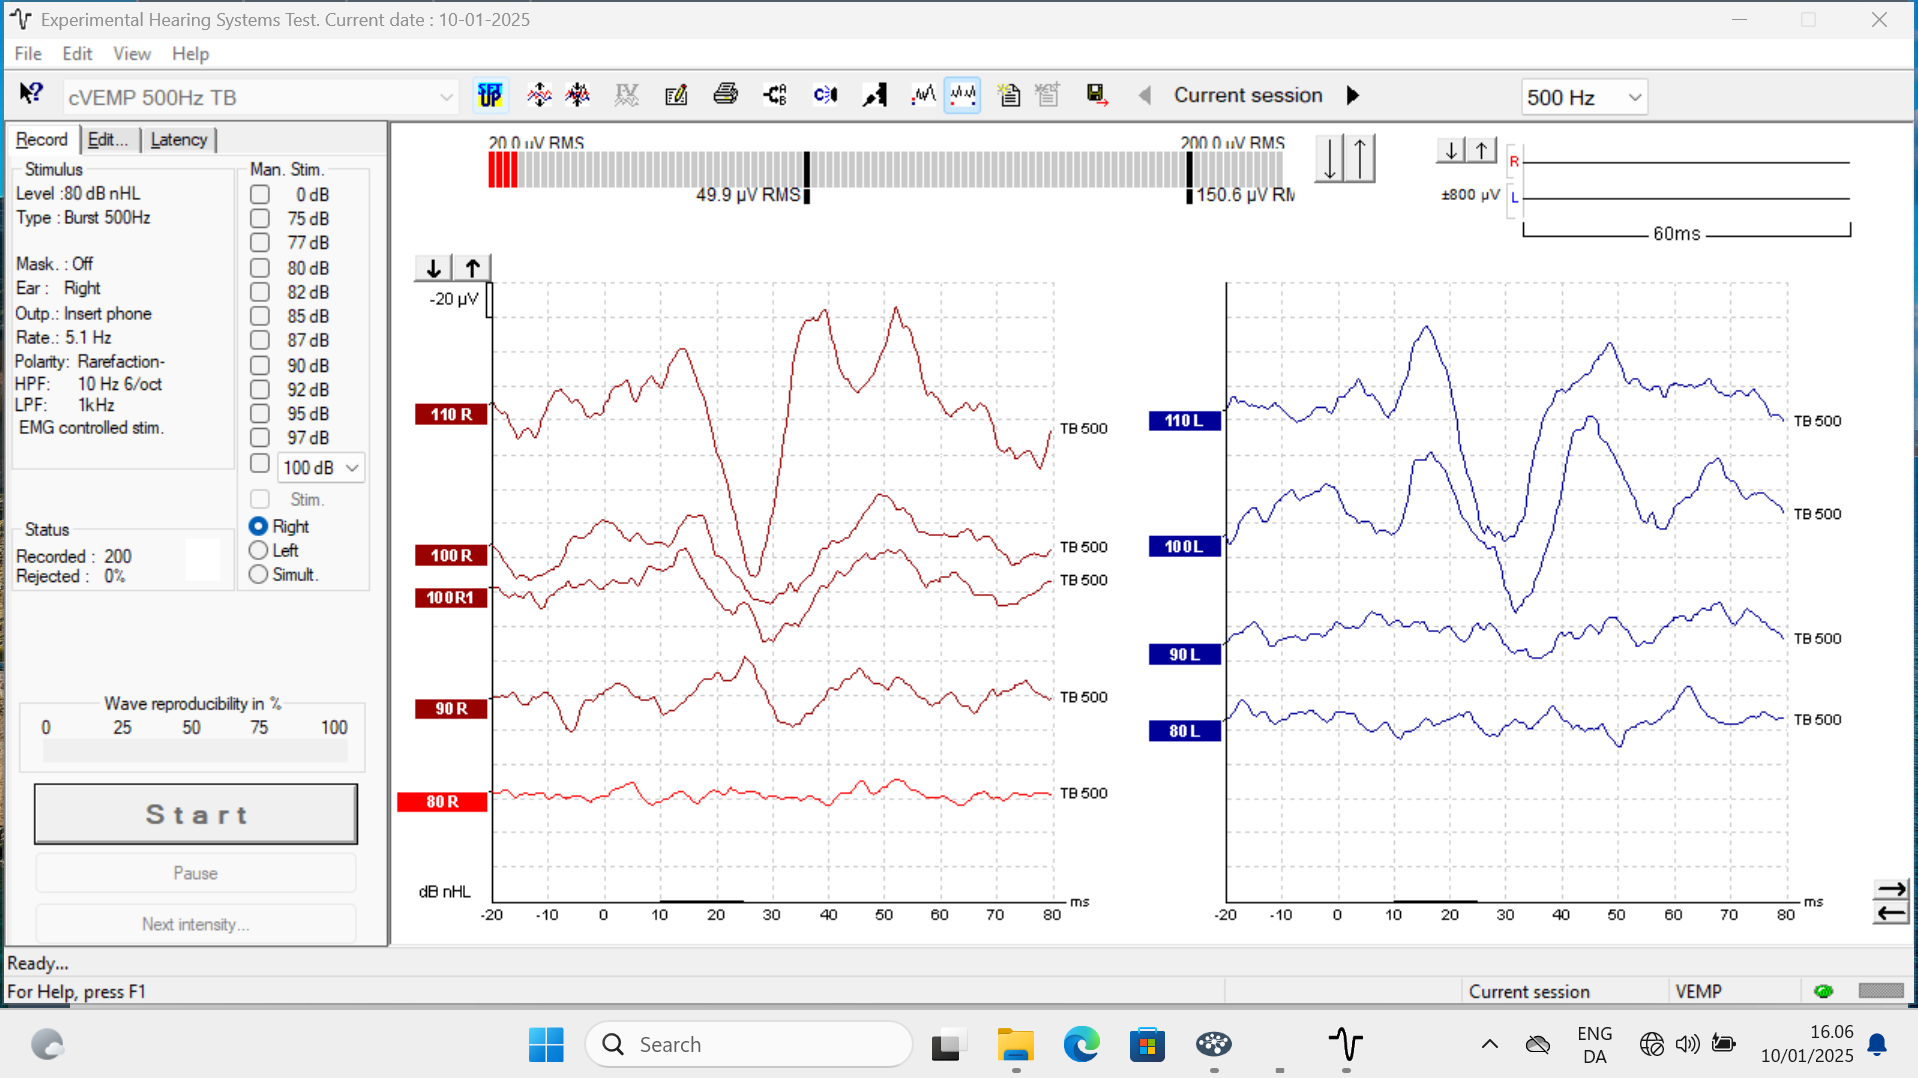 Experimental Hearing Systems Test. Current date : 10-01-2025
File Edit View Help
cVEMP 500Hz TB
Current session
500 Hz
Record Edit... Latency
Stimulus
Level :80 dB nHL
Type : Burst 500Hz
Mask. : Off
Ear : Right
Outp.: Insert phone
Rate.: 5.1 Hz
Polarity: Rarefaction-
HPF: 10 Hz 6/oct
LPF: 1kHz
EMG controlled stim.
Man. Stim.
0 dB
75 dB
77 dB
80 dB
82 dB
85 dB
87 dB
90 dB
92 dB
95 dB
97 dB
100 dB
Stim.
Right
Left
Simult.
Status
Recorded : 200
Rejected : 0%
Wave reproducibility in %
0 25 50 75 100
Start
Pause
Next intensity...
20.0 µV RMS 200.0 µV RMS
49.9 µV RMS 150.6 µV RM
R
±800 µV L
60ms
-20 µV
110 R TB 500
100 R TB 500
100R1 TB 500
90 R TB 500
80 R TB 500
dB nHL
-20 -10 0 10 20 30 40 50 60 70 80 ms
110 L TB 500
100L TB 500
90 L TB 500
80 L TB 500
-20 -10 0 10 20 30 40 50 60 70 80 ms
Ready...
For Help, press F1
Current session VEMP
Search
ENG
DA
16.06
10/01/2025